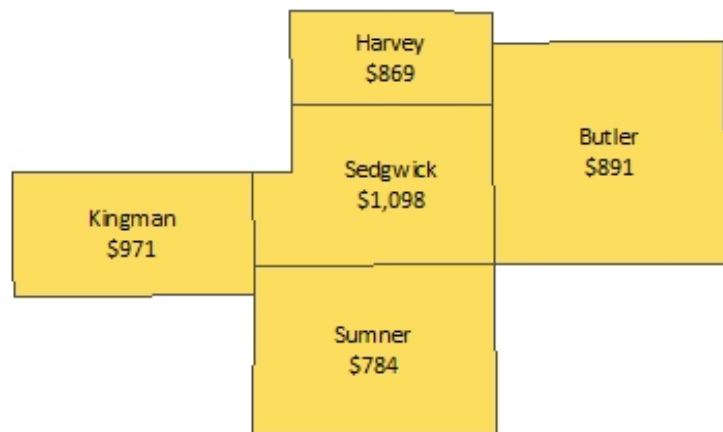 Harvey
$869
Butler
$891
Sedgwick
$1,098
Kingman
$971
Sumner
$784